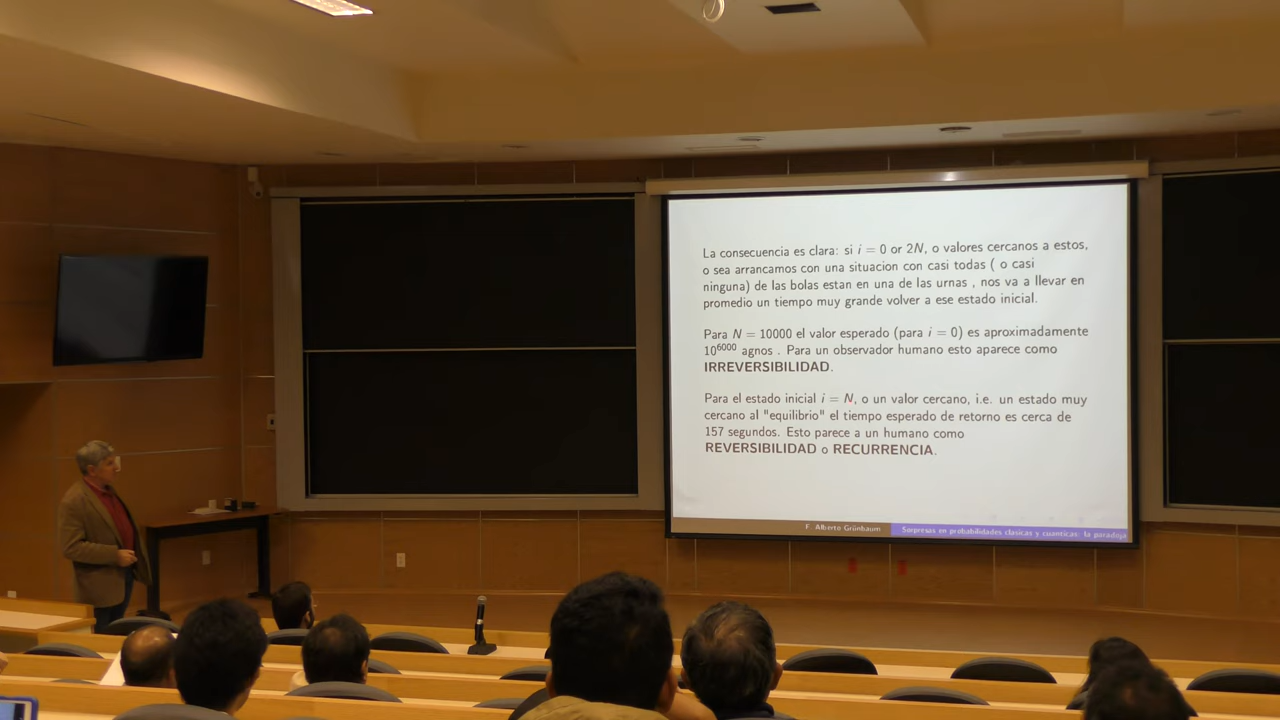 La consecuencia es clara: si i = 0 or 2N, o valores cercanos a estos,
o sea arrancamos con una situacion con casi todas ( o casi
ninguna) de las bolas estan en una de las urnas , nos va a llevar en
promedio un tiempo muy grande volver a ese estado inicial.
Para N = 10000 el valor esperado (para i = 0) es aproximadamente
10^6000 agnos . Para un observador humano esto aparece como
IRREVERSIBILIDAD.
Para el estado inicial i = N, o un valor cercano, i.e. un estado muy
cercano al "equilibrio" el tiempo esperado de retorno es cerca de
157 segundos. Esto parece a un humano como
REVERSIBILIDAD o RECURRENCIA.
F. Alberto Grünbaum
Sorpresas en probabilidades clasicas y cuanticas: la paradoja